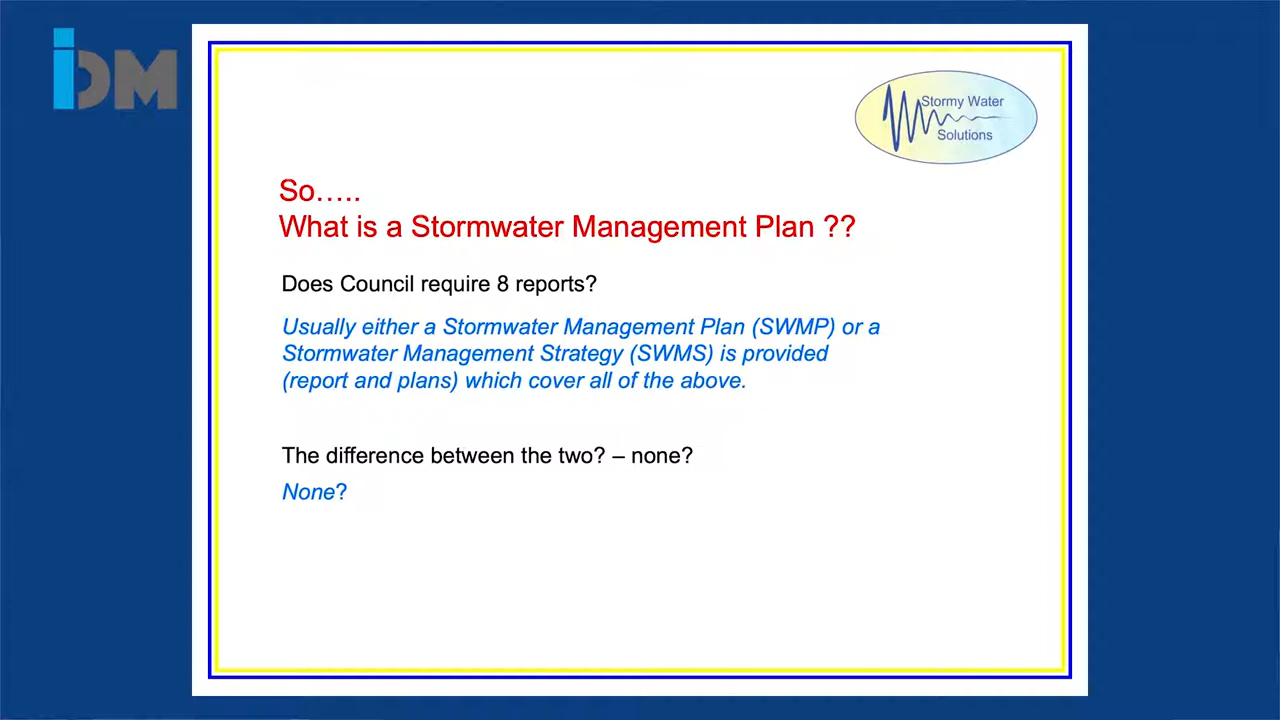 iDM
Stormy Water
Solutions
So…..
What is a Stormwater Management Plan ??
Does Council require 8 reports?
Usually either a Stormwater Management Plan (SWMP) or a
Stormwater Management Strategy (SWMS) is provided
(report and plans) which cover all of the above.
The difference between the two? – none?
None?